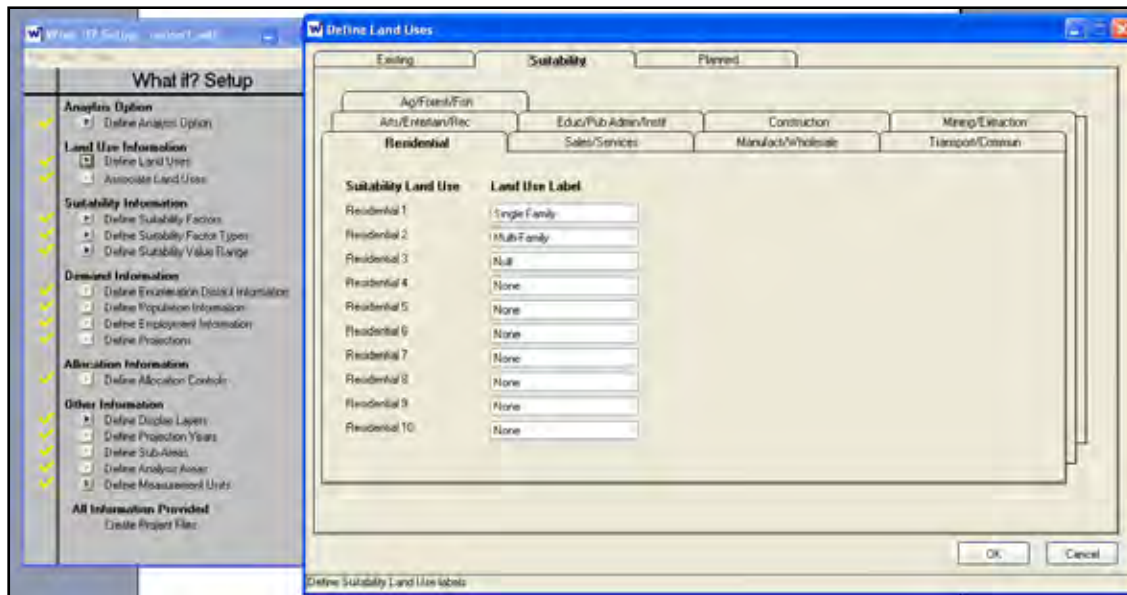 What if? Setup
Analysis Option
Define Analysis Option
Land Use Information
Define Land Uses
Associate Land Uses
Suitability Information
Define Suitability Factors
Define Suitability Factor Types
Define Suitability Value Range
Demand Information
Define Enumeration District Information
Define Population Information
Define Employment Information
Define Projections
Allocation Information
Define Allocation Controls
Other Information
Define Display Layers
Define Projection Years
Define Sub-Areas
Define Analysis Areas
Define Measurement Units
All Information Provided
Create Project Files
Define Land Uses
Existing Suitability Planned
Ag/Forest/Fish
Arts/Entertain/Rec Educ/Pub Admin/Instit Construction Mining/Extraction
Residential Sales/Services Manufact/Wholesale Transport/Commun
Suitability Land Use Land Use Label
Residential 1 Single Family
Residential 2 Multi-Family
Residential 3 Null
Residential 4 None
Residential 5 None
Residential 6 None
Residential 7 None
Residential 8 None
Residential 9 None
Residential 10 None
OK Cancel
Define Suitability Land Use labels